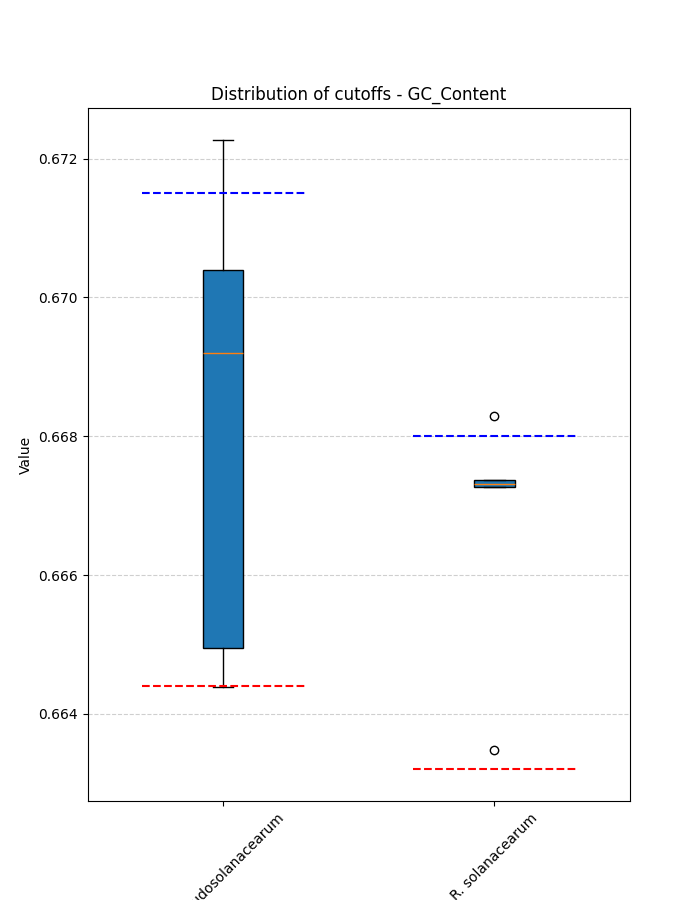 Distribution of cutoffs - GC_Content
0.672
0.670
0.668
0.666
0.664
Value
R. solanacearum